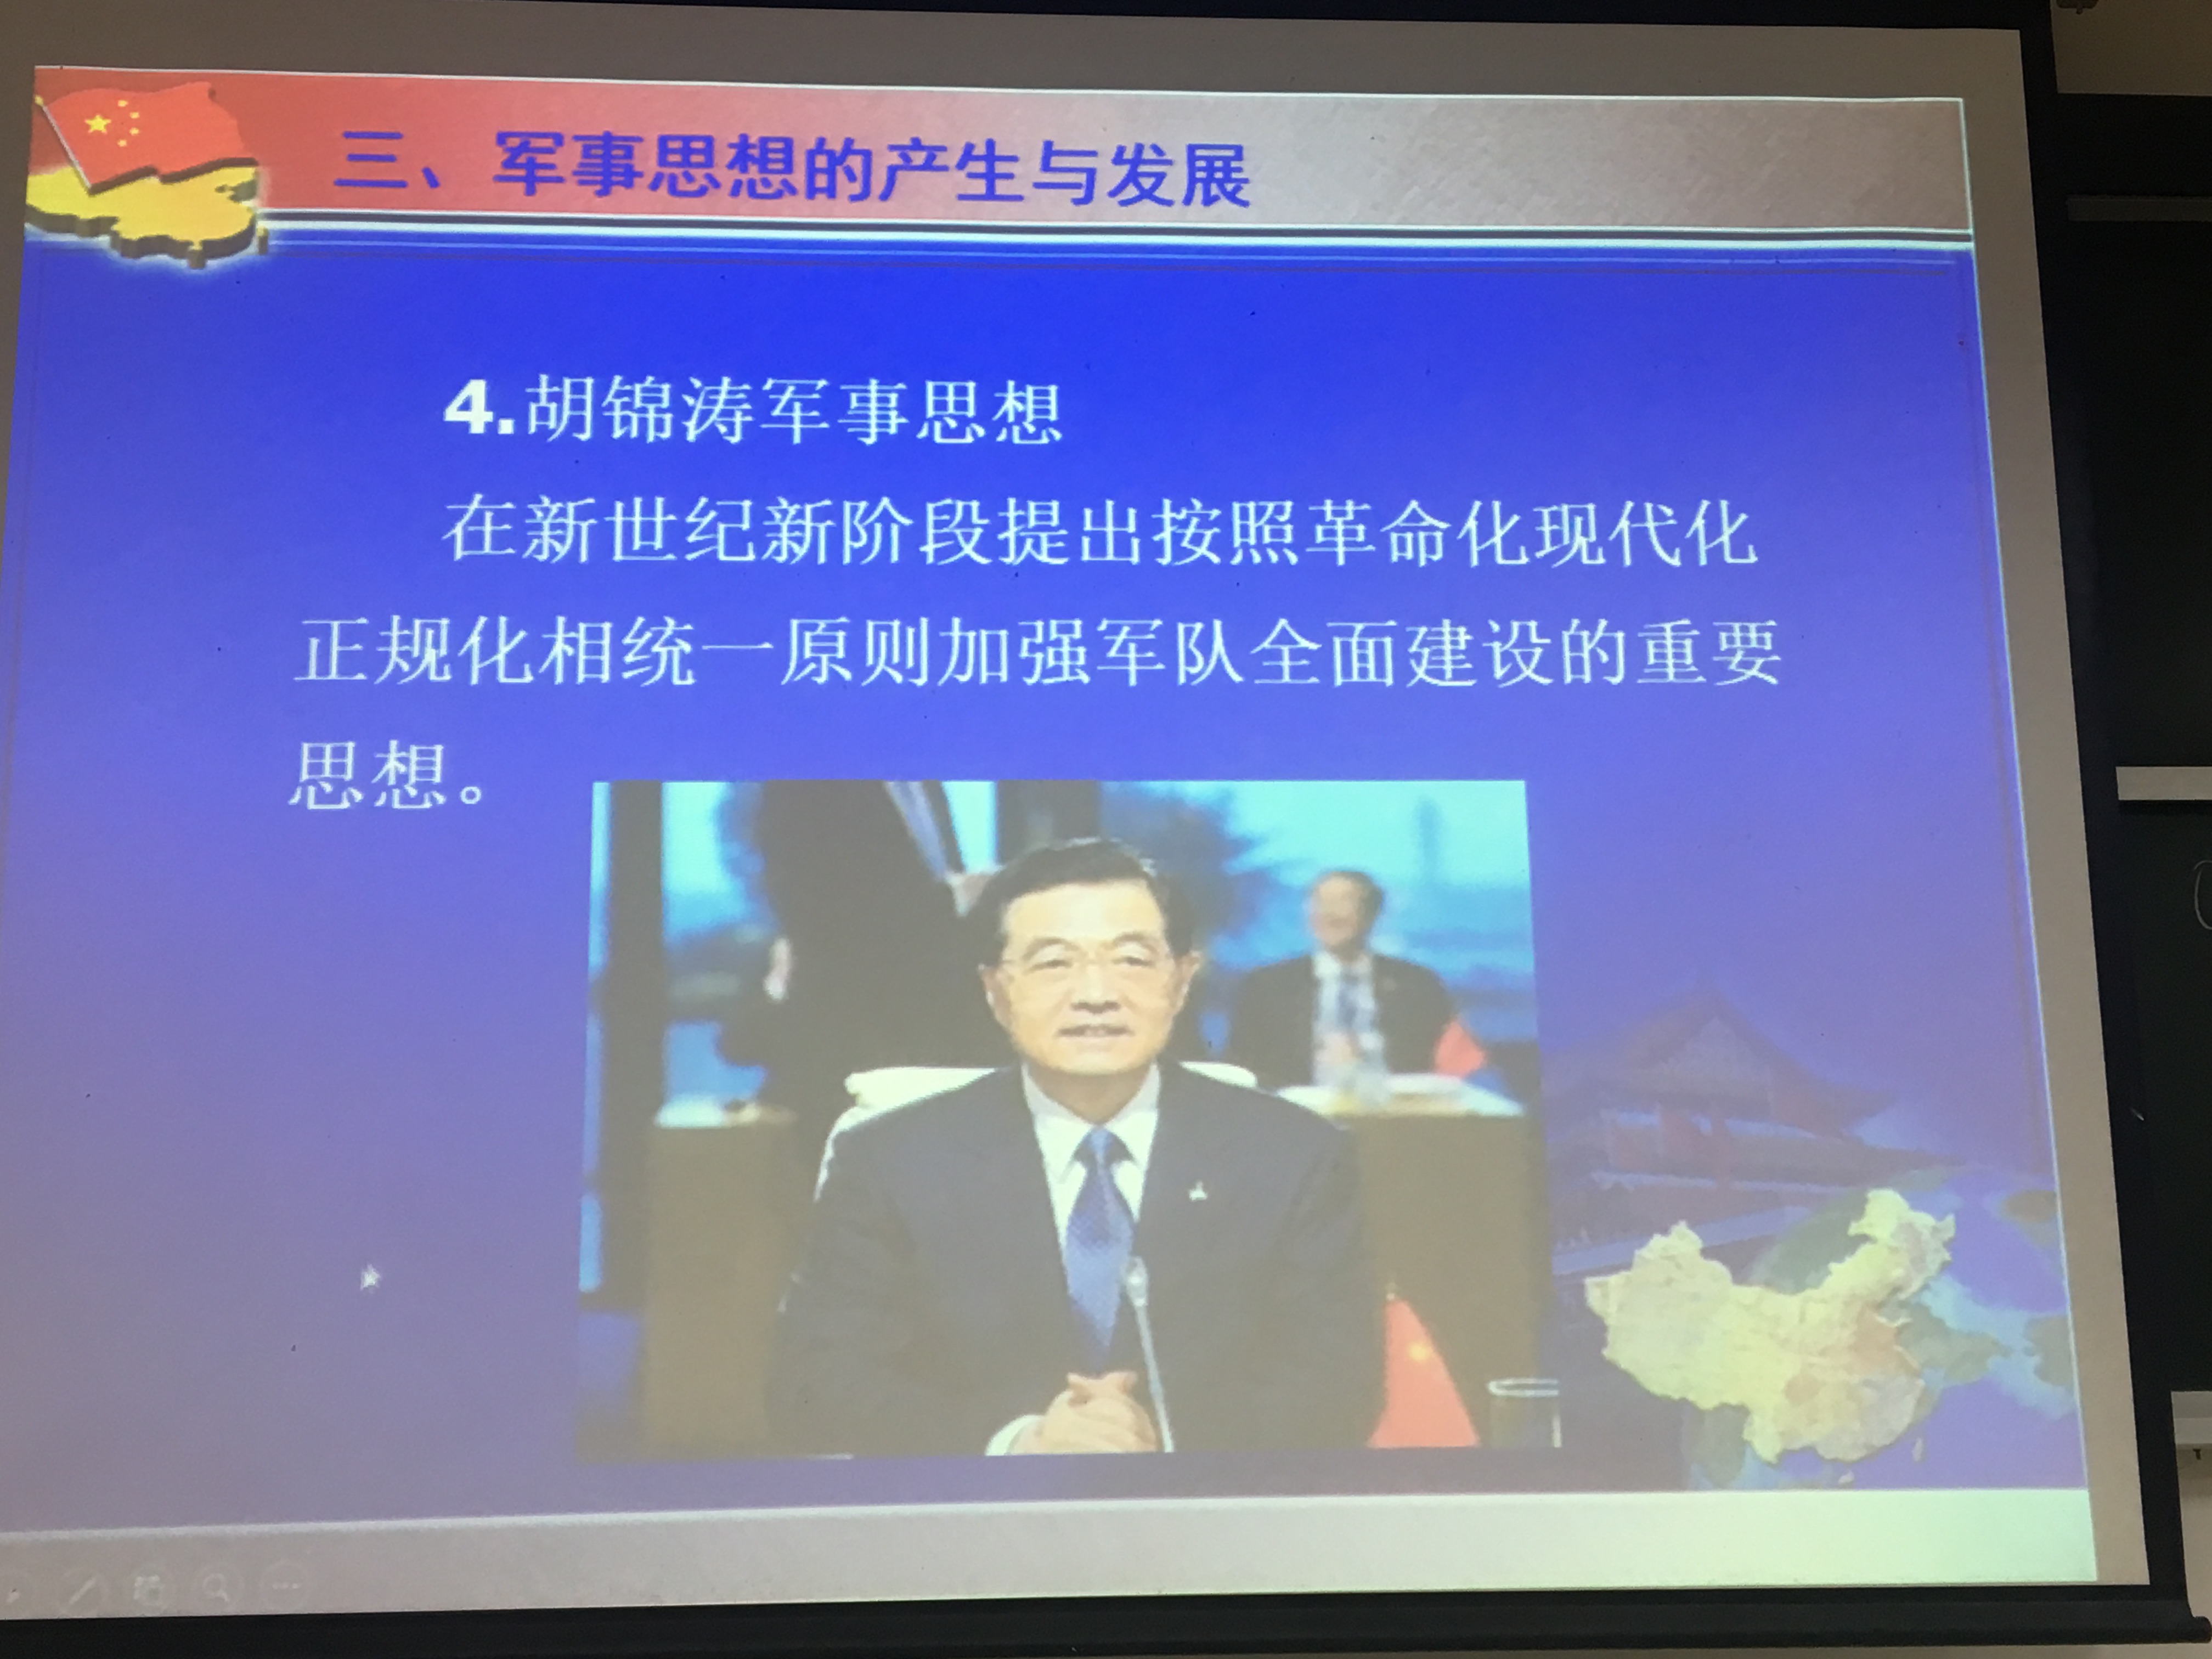 三、军事思想的产生与发展
4.胡锦涛军事思想
在新世纪新阶段提出按照革命化现代化
正规化相统一原则加强军队全面建设的重要
思想。